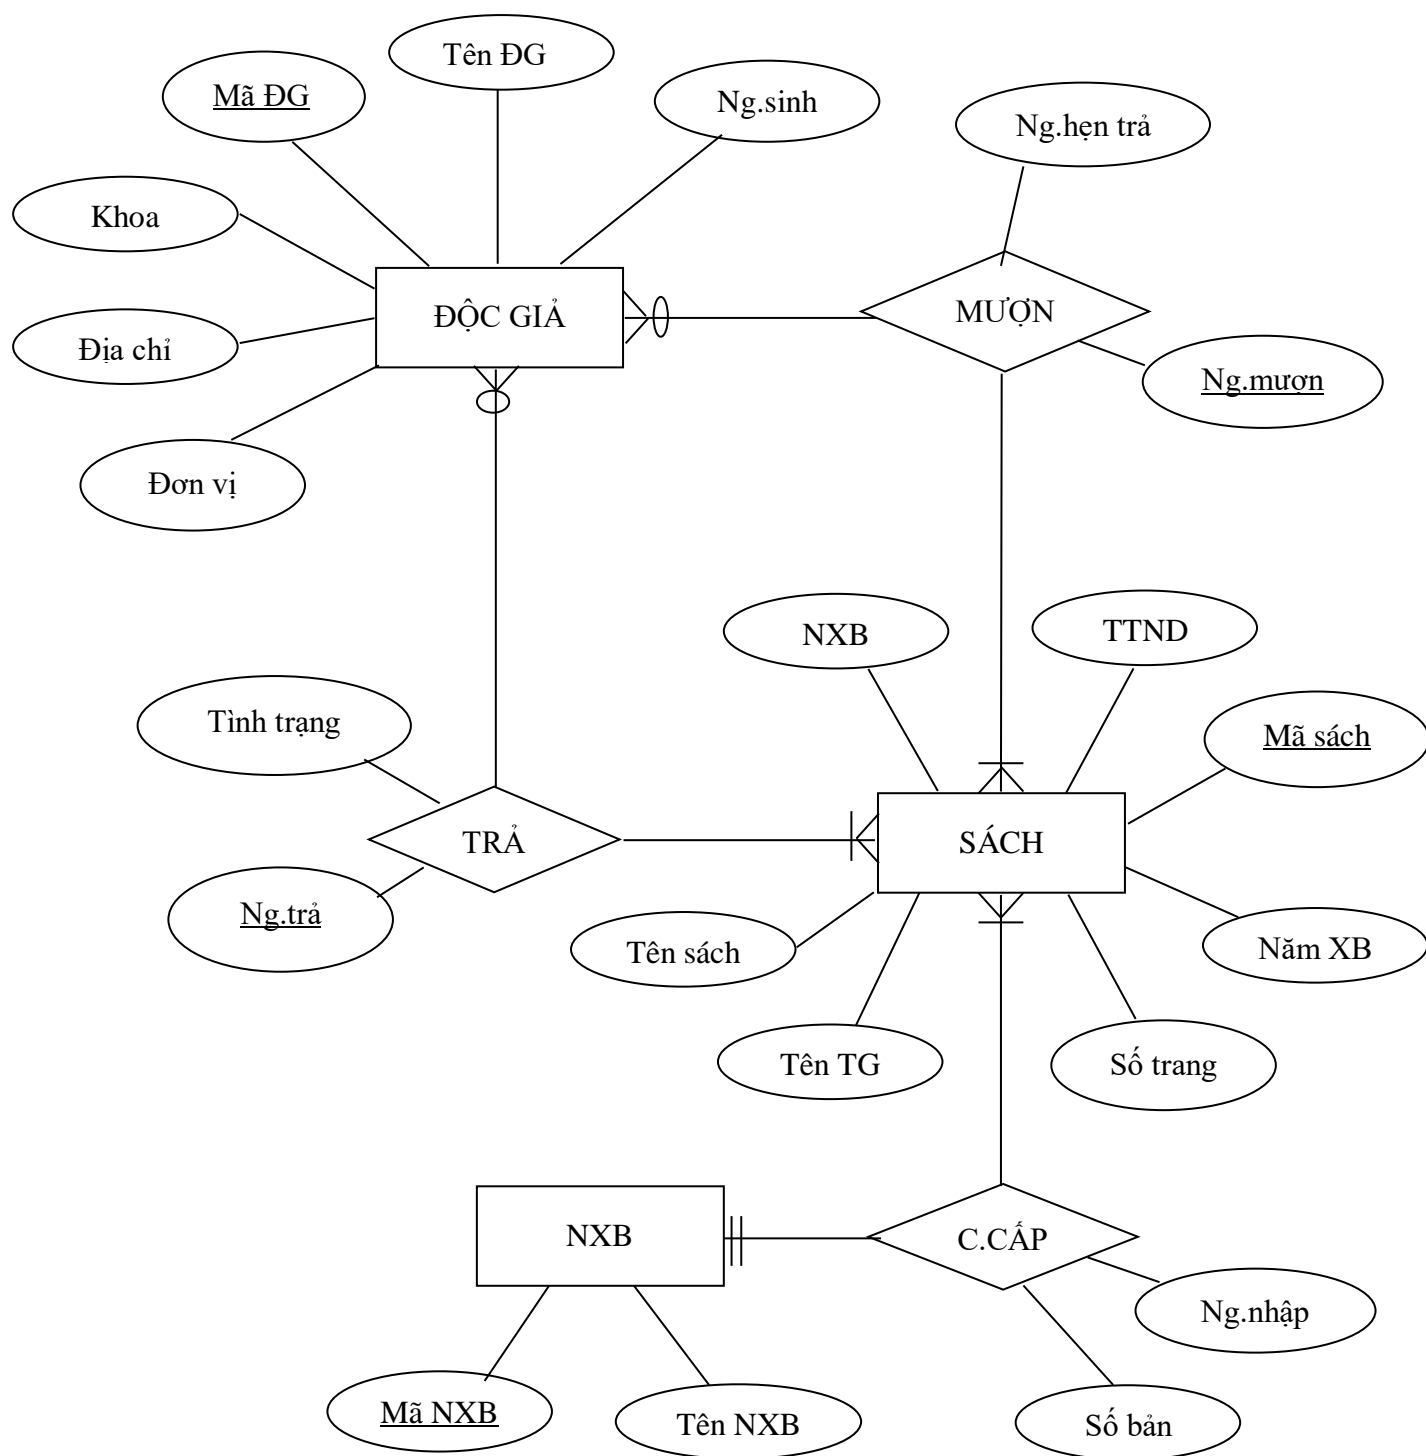 Tên ĐG
Mã ĐG
Ng.sinh
Ng.hẹn trả
Khoa
ĐỘC GIẢ
MƯỢN
Địa chỉ
Ng.mượn
Đơn vị
NXB
TTND
Tình trạng
Mã sách
TRẢ
SÁCH
Ng.trả
Tên sách
Năm XB
Tên TG
Số trang
NXB
C.CẤP
Ng.nhập
Mã NXB
Tên NXB
Số bản